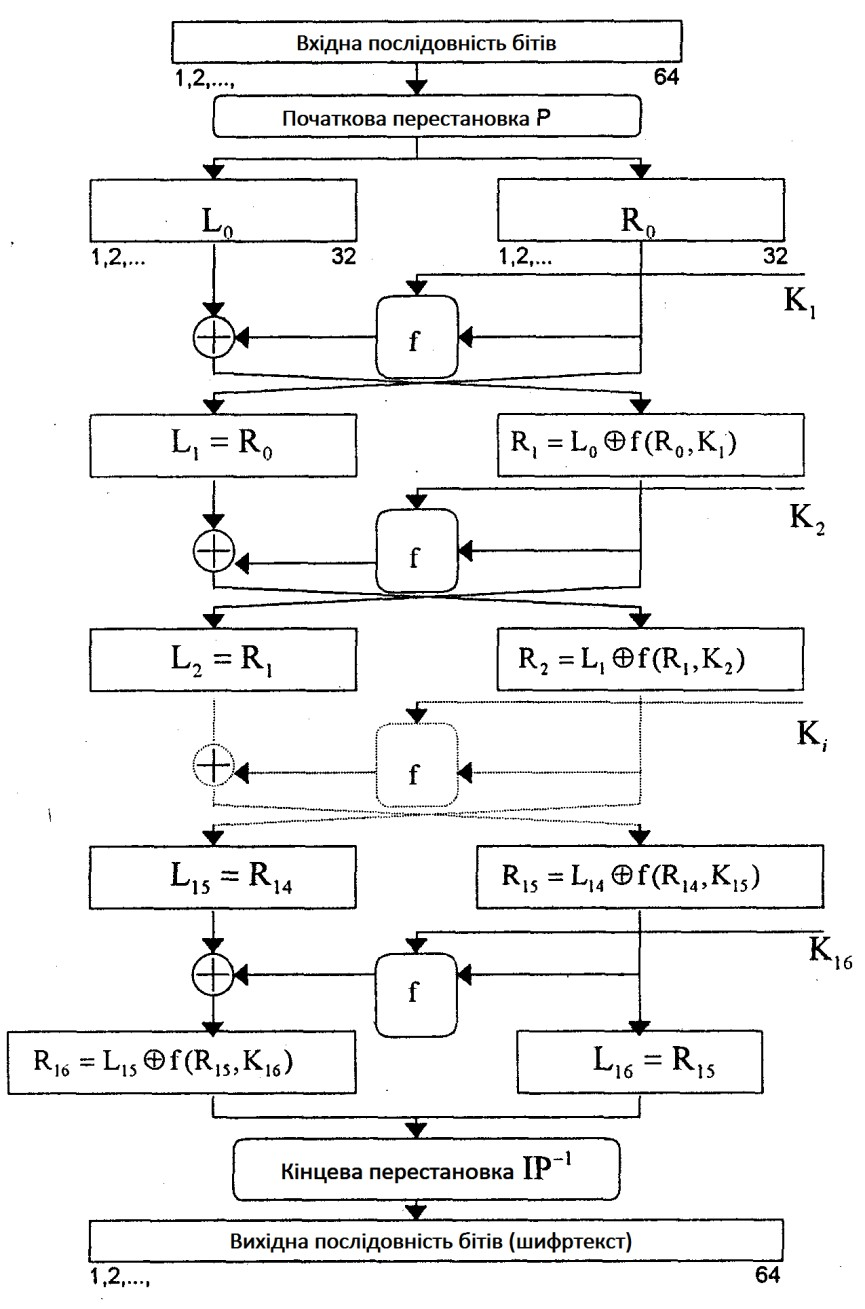 Вхідна послідовність бітів
1,2,..., 64
Початкова перестановка P
L₀ R₀
1,2,... 32 1,2,... 32
K₁
f
L₁ = R₀ R₁ = L₀ ⊕ f(R₀,K₁)
K₂
f
L₂ = R₁ R₂ = L₁ ⊕ f(R₁,K₂)
Kᵢ
f
L₁₅ = R₁₄ R₁₅ = L₁₄ ⊕ f(R₁₄,K₁₅)
K₁₆
f
R₁₆ = L₁₅ ⊕ f(R₁₅,K₁₆) L₁₆ = R₁₅
Кінцева перестановка IP⁻¹
Вихідна послідовність бітів (шифртекст)
1,2,..., 64